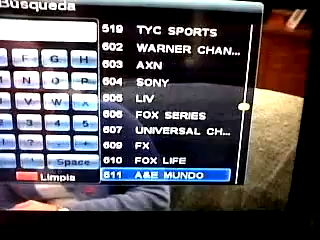 Busqueda
519 TYC SPORTS
602 WARNER CHAN...
603 AXN
604 SONY
605 LIV
606 FOX SERIES
607 UNIVERSAL CH...
609 FX
610 FOX LIFE
611 A&E MUNDO
F G H
N O P
V W X
? - +
' Space
Limpia